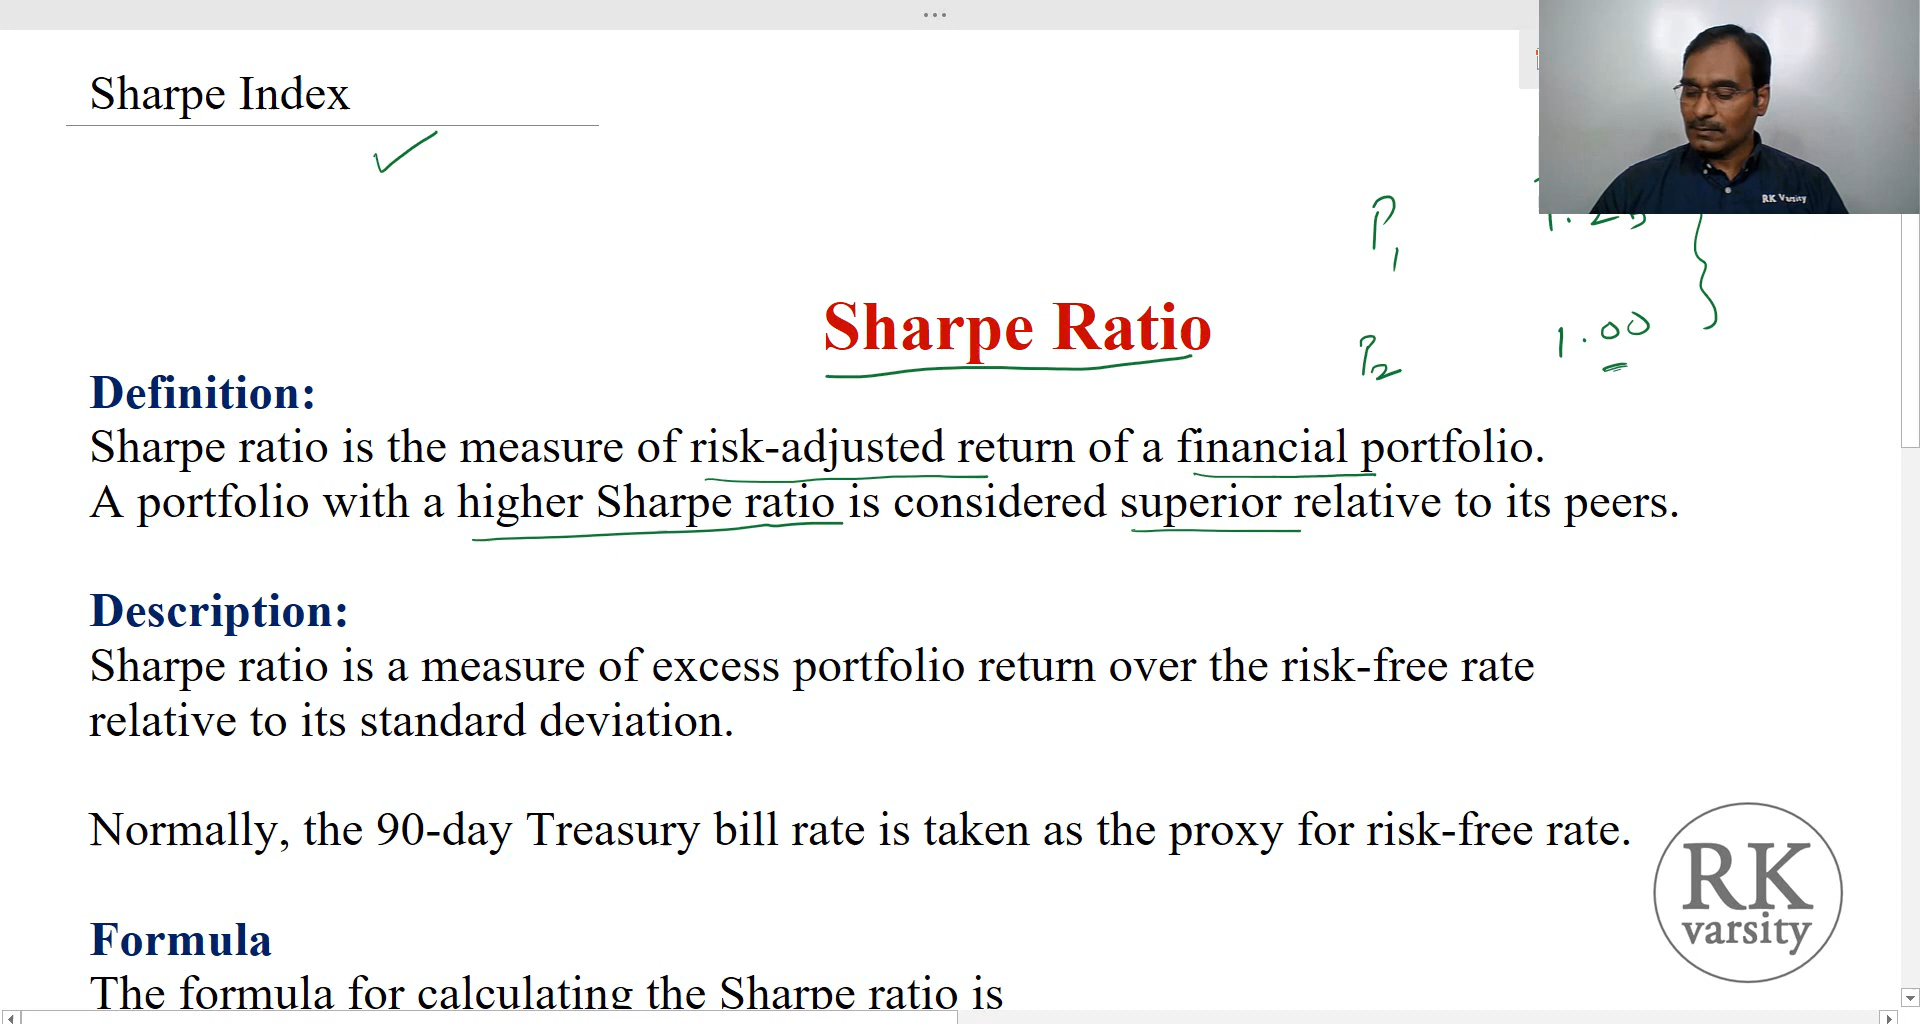 Sharpe Index
RK Varsity
P1
1.25
Sharpe Ratio
P2
1.00
Definition:
Sharpe ratio is the measure of risk-adjusted return of a financial portfolio.
A portfolio with a higher Sharpe ratio is considered superior relative to its peers.
Description:
Sharpe ratio is a measure of excess portfolio return over the risk-free rate
relative to its standard deviation.
Normally, the 90-day Treasury bill rate is taken as the proxy for risk-free rate.
RK
varsity
Formula
The formula for calculating the Sharpe ratio is